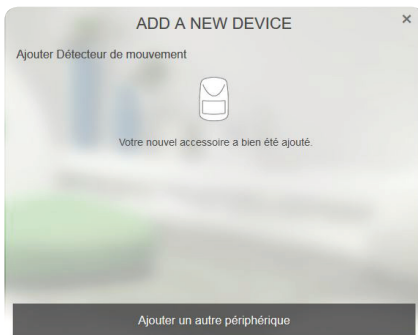 ADD A NEW DEVICE
×
Ajouter Détecteur de mouvement
Votre nouvel accessoire a bien été ajouté.
Ajouter un autre périphérique